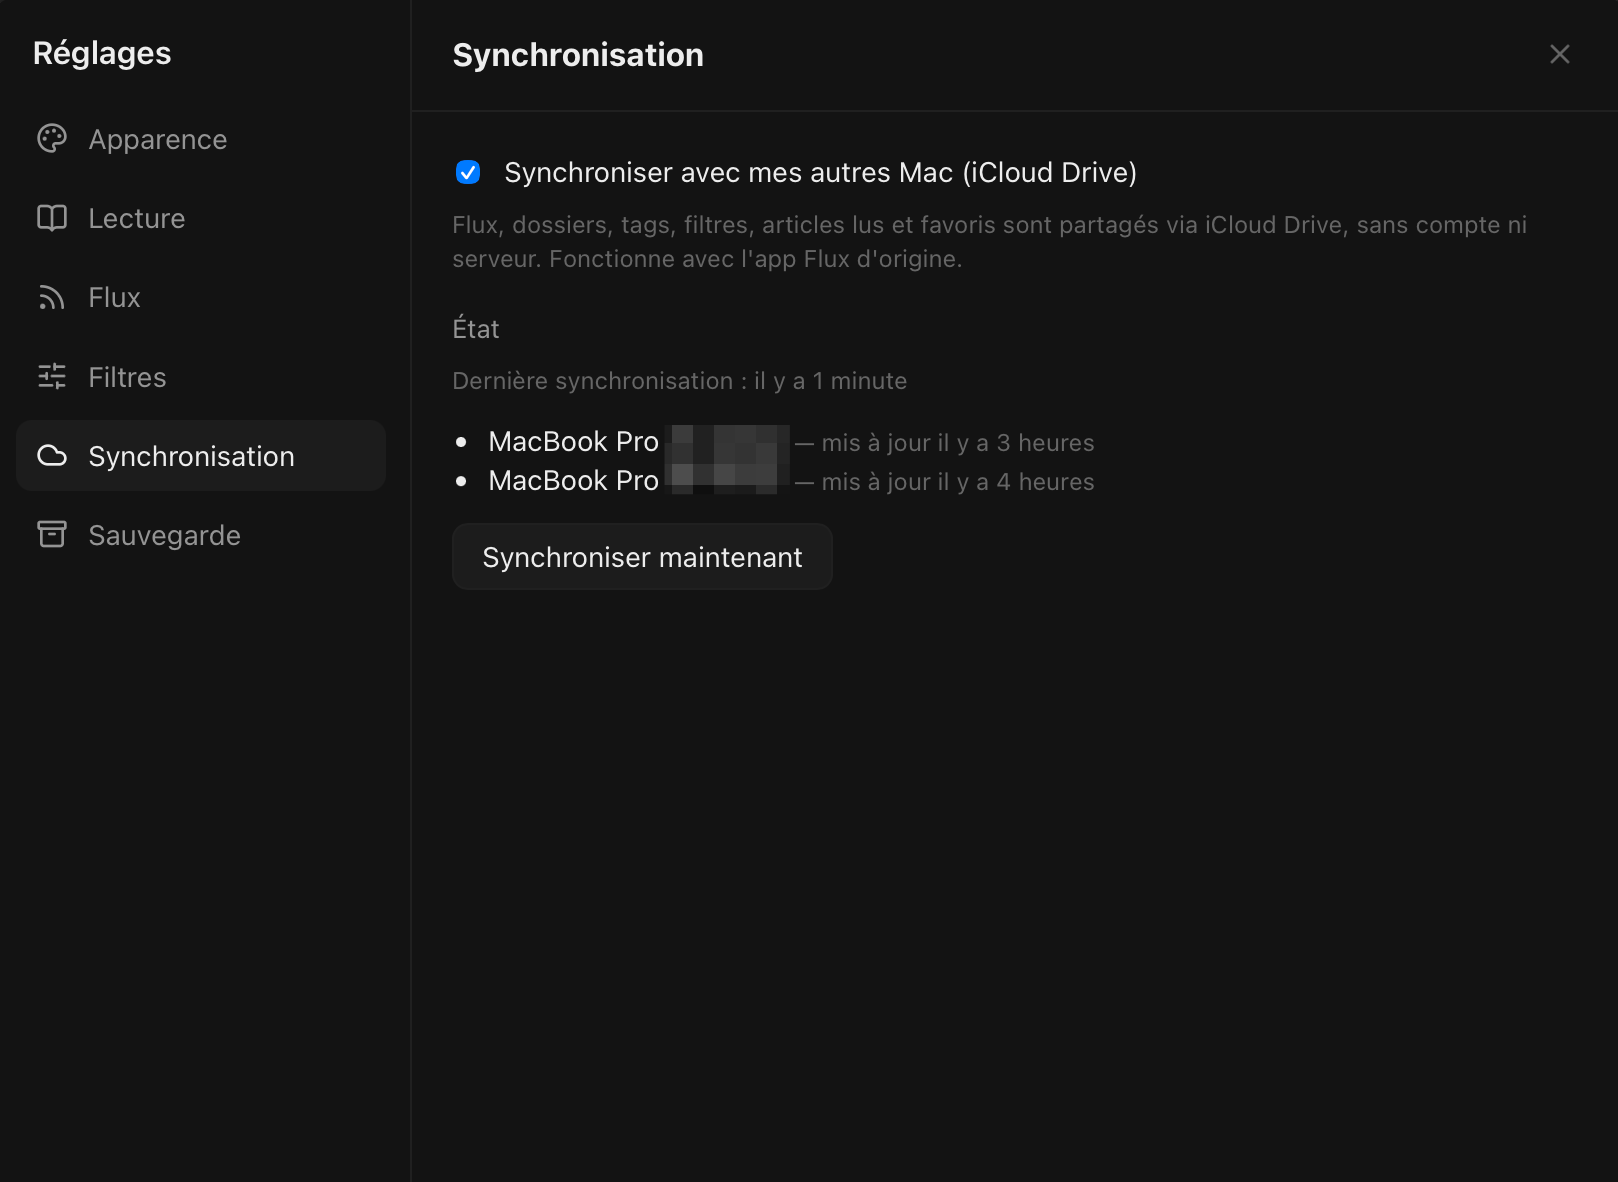 Réglages
Apparence
Lecture
Flux
Filtres
Synchronisation
Sauvegarde
Synchronisation
Synchroniser avec mes autres Mac (iCloud Drive)
Flux, dossiers, tags, filtres, articles lus et favoris sont partagés via iCloud Drive, sans compte ni
serveur. Fonctionne avec l'app Flux d'origine.
État
Dernière synchronisation : il y a 1 minute
MacBook Pro — mis à jour il y a 3 heures
MacBook Pro — mis à jour il y a 4 heures
Synchroniser maintenant